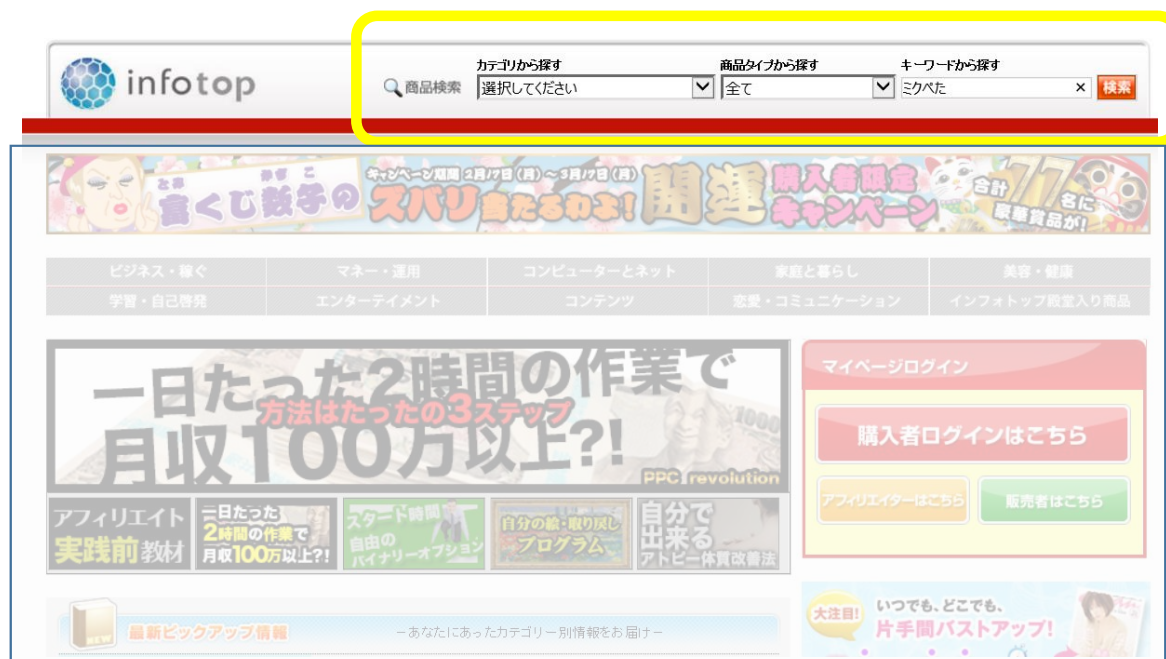 infotop
商品検索
カテゴリから探す
選択してください
商品タイプから探す
全て
キーワードから探す
ミクぺた
×
検索
とみ かずこ
富くじ数子の
キャンペーン期間 2月17日(月)~3月17日(月)
ズバリ当たるわよ!
開運
購入者限定
キャンペーン
合計77名に
豪華賞品が!
ビジネス・稼ぐ マネー・運用 コンピューターとネット 家庭と暮らし 美容・健康
学習・自己啓発 エンターテイメント コンテンツ 恋愛・コミュニケーション インフォトップ殿堂入り商品
一日たった2時間の作業で
方法はたったの3ステップ
月収100万以上?!
1000
PPC revolution
マイページログイン
購入者ログインはこちら
アフィリエイターはこちら
販売者はこちら
アフィリエイト
実践前教材
一日たった
2時間の作業で
月収100万以上?!
スタート時間
自由の
バイナリーオプション
自分の絵・取り戻し
プログラム
自分で
出来る
アトピー体質改善法
NEW
最新ピックアップ情報
-あなたにあったカテゴリー別情報をお届け-
大注目!
いつでも、どこでも、
片手間バストアップ!